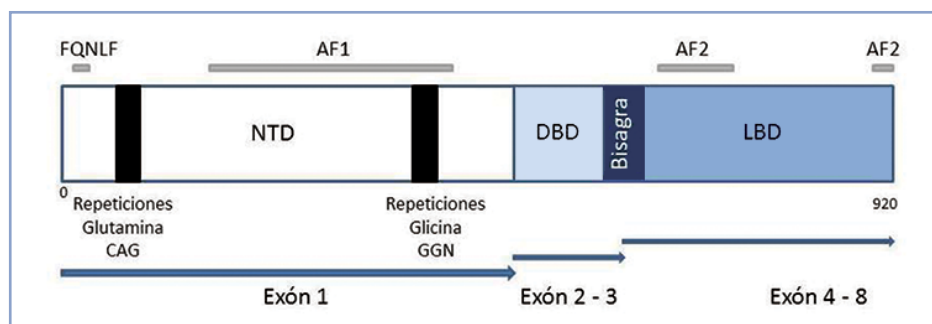 FQNLF
AF1
AF2
AF2
NTD
DBD
Bisagra
LBD
0
920
Repeticiones
Glutamina
CAG
Repeticiones
Glicina
GGN
Exón 1
Exón 2 - 3
Exón 4 - 8